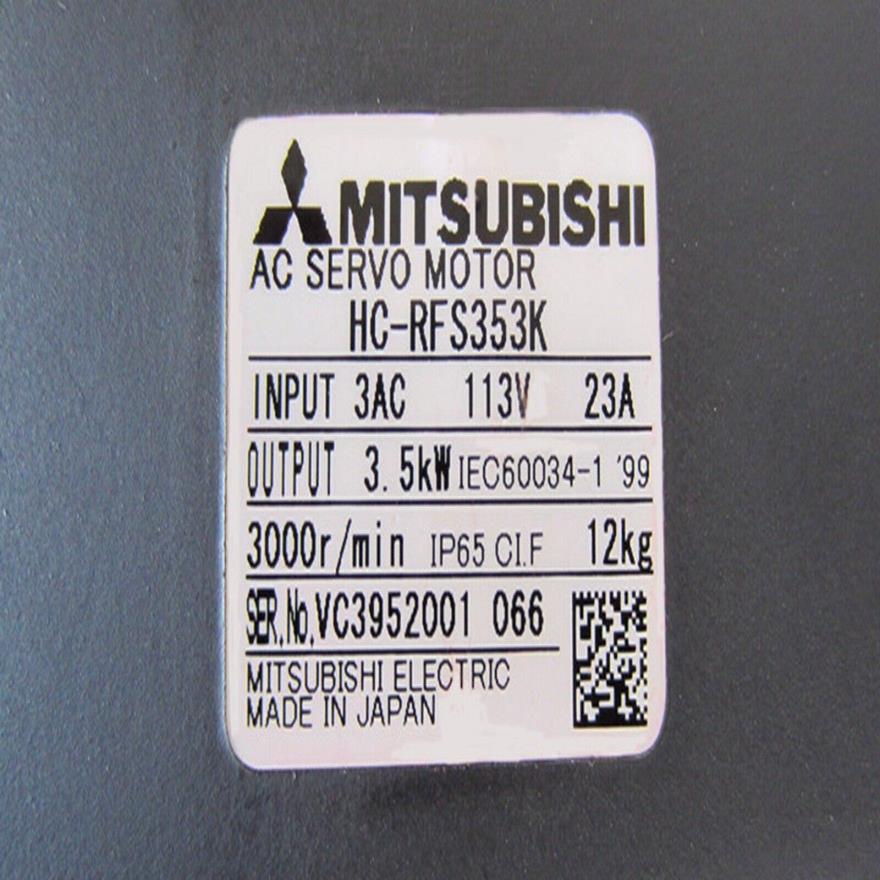 MITSUBISHI
AC SERVO MOTOR
HC-RFS353K
INPUT 3AC 113V 23A
OUTPUT 3.5kW IEC60034-1 '99
3000r/min IP65 CI.F 12kg
SER.No.VC3952001 066
MITSUBISHI ELECTRIC
MADE IN JAPAN